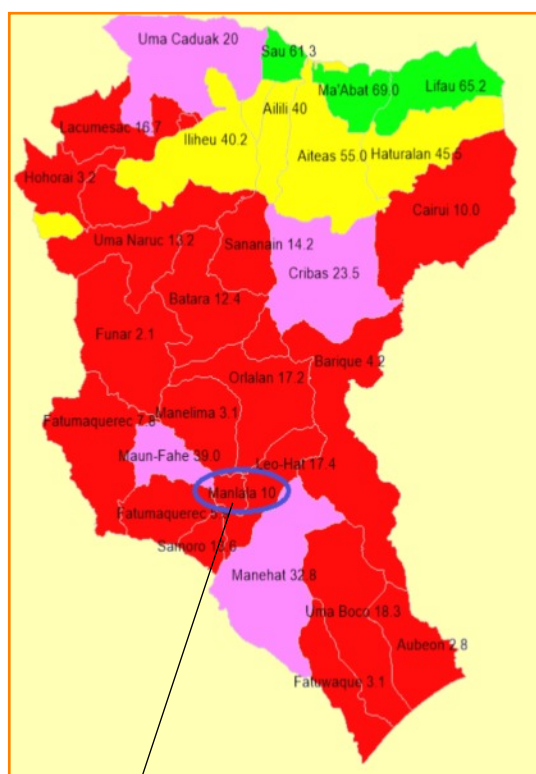 Uma Caduak 20
Sau 61.3
Ma'Abat 69.0
Lifau 65.2
Lacumesac 16.7
Ailili 40
Iliheu 40.2
Aiteas 55.0
Haturalan 45.5
Hohorai 3.2
Cairui 10.0
Uma Naruc 13.2
Sananain 14.2
Cribas 23.5
Batara 12.4
Funar 2.1
Barique 4.2
Orlalan 17.2
Manelima 3.1
Fatumaquerec 7.8
Maun-Fahe 39.0
Leo-Hat 17.4
Manlala 10
Fatumaquerec
Samoro 13.6
Manehat 32.8
Uma Boco 18.3
Aubeon 2.8
Fatuwaque 3.1